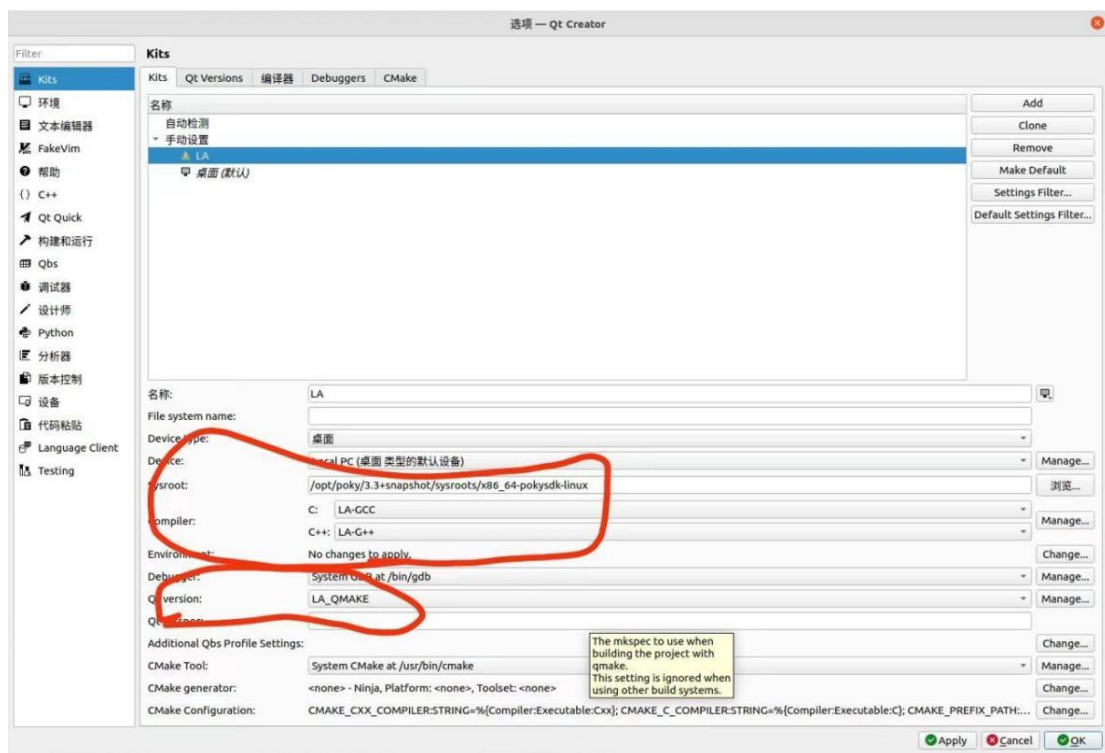 选项 — Qt Creator
Filter
Kits
环境
文本编辑器
FakeVim
帮助
{} C++
Qt Quick
构建和运行
Qbs
调试器
设计师
Python
分析器
版本控制
设备
代码粘贴
Language Client
Testing
Kits
Kits Qt Versions 编译器 Debuggers CMake
名称
自动检测
手动设置
LA
桌面 (默认)
Add
Clone
Remove
Make Default
Settings Filter...
Default Settings Filter...
名称: LA
File system name:
Device type: 桌面
Device: Local PC (桌面 类型的默认设备) Manage...
Sysroot: /opt/poky/3.3+snapshot/sysroots/x86_64-pokysdk-linux 浏览...
C: LA-GCC
Compiler: Manage...
C++: LA-G++
Environment: No changes to apply. Change...
Debugger: System GDB at /bin/gdb Manage...
Qt version: LA_QMAKE Manage...
Qt
Additional Qbs Profile Settings: Change...
CMake Tool: System CMake at /usr/bin/cmake Manage...
CMake generator: <none> - Ninja, Platform: <none>, Toolset: <none> Change...
CMake Configuration: CMAKE_CXX_COMPILER:STRING=%{Compiler:Executable:Cxx}; CMAKE_C_COMPILER:STRING=%{Compiler:Executable:C}; CMAKE_PREFIX_PATH:... Change...
The mkspec to use when
building the project with
qmake.
This setting is ignored when
using other build systems.
Apply Cancel OK